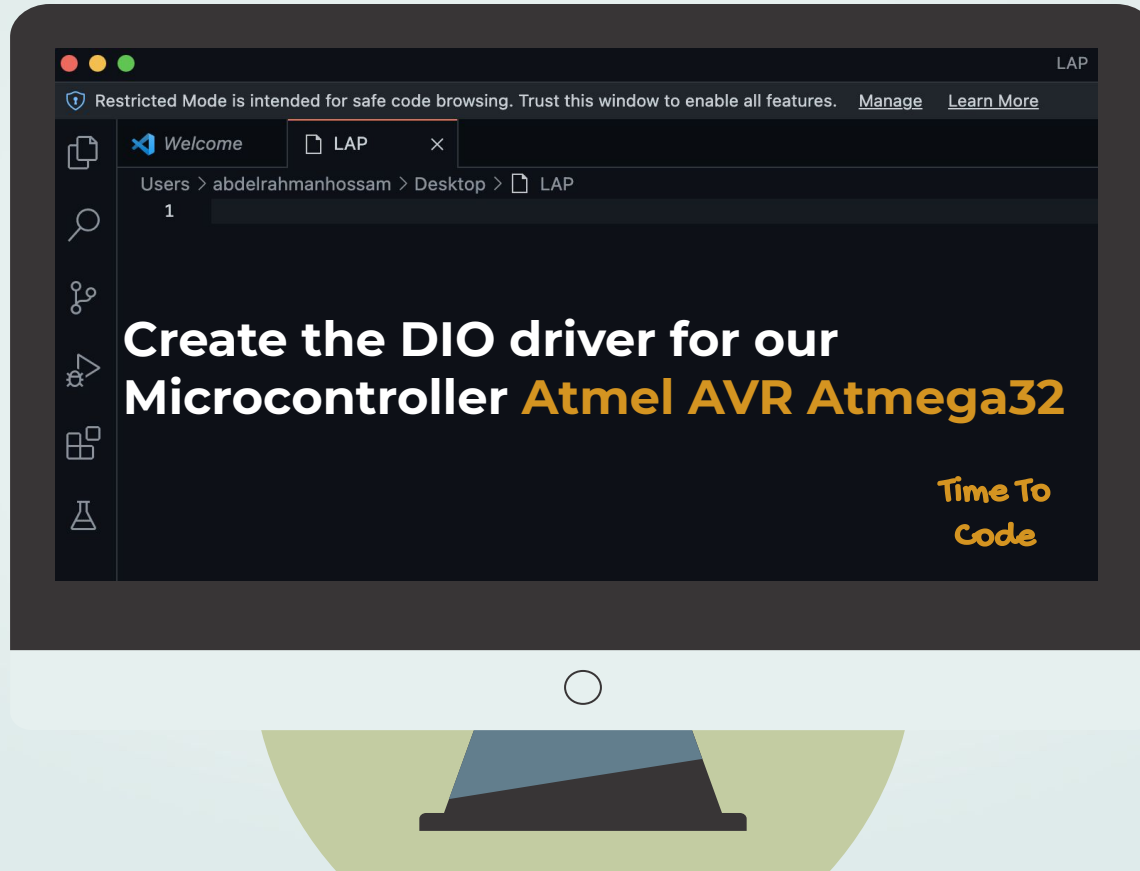 LAP
Restricted Mode is intended for safe code browsing. Trust this window to enable all features. Manage Learn More
Welcome LAP
Users > abdelrahmanhossam > Desktop > LAP
1
Create the DIO driver for our
Microcontroller Atmel AVR Atmega32
Time To
Code